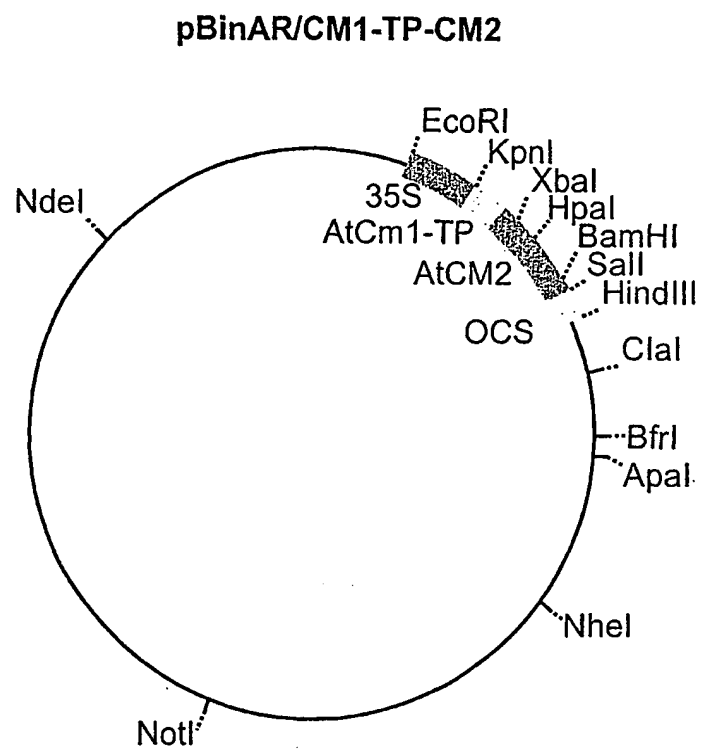 pBinAR/CM1-TP-CM2
EcoRI
KpnI
XbaI
HpaI
BamHI
SalI
HindIII
35S
AtCm1-TP
AtCM2
OCS
ClaI
BfrI
ApaI
NheI
NotI
NdeI